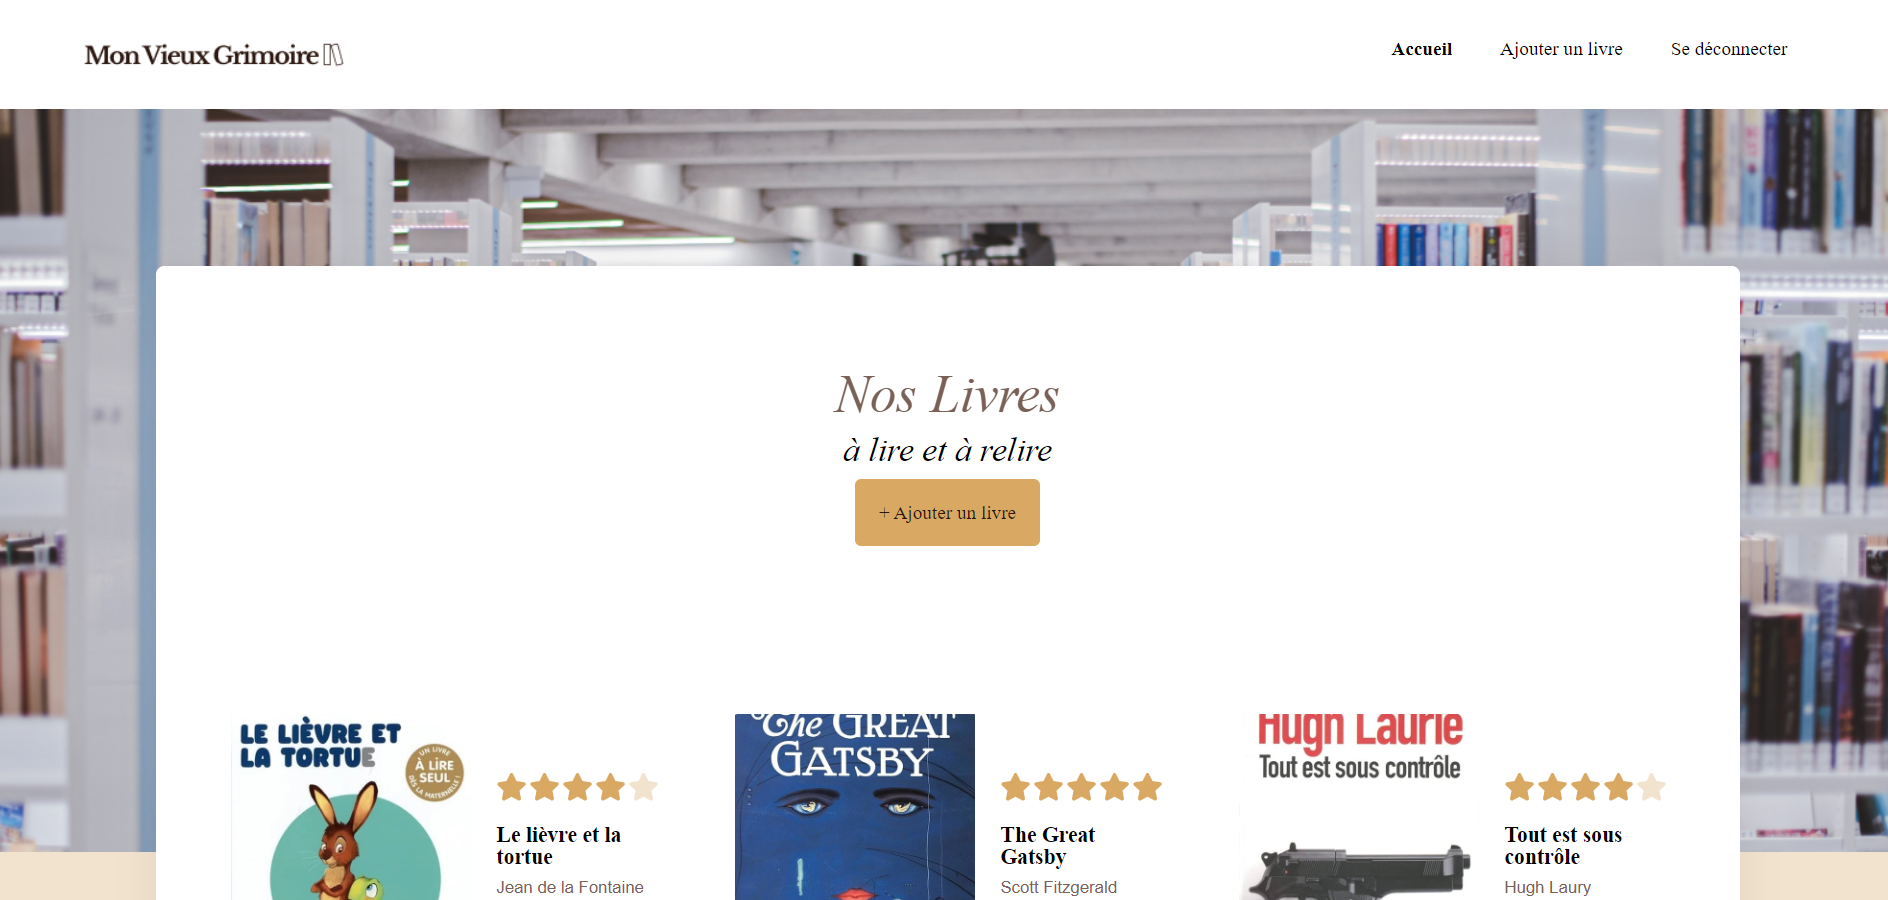 Mon Vieux Grimoire
Accueil
Ajouter un livre
Se déconnecter
Nos Livres
à lire et à relire
+ Ajouter un livre
LE LIÈVRE ET
LA TORTUE
UN LIVRE
À LIRE
SEUL
DÈS LA MATERNELLE !
Le lièvre et la
tortue
Jean de la Fontaine
The GREAT
GATSBY
The Great
Gatsby
Scott Fitzgerald
Hugh Laurie
Tout est sous contrôle
Tout est sous
contrôle
Hugh Laury